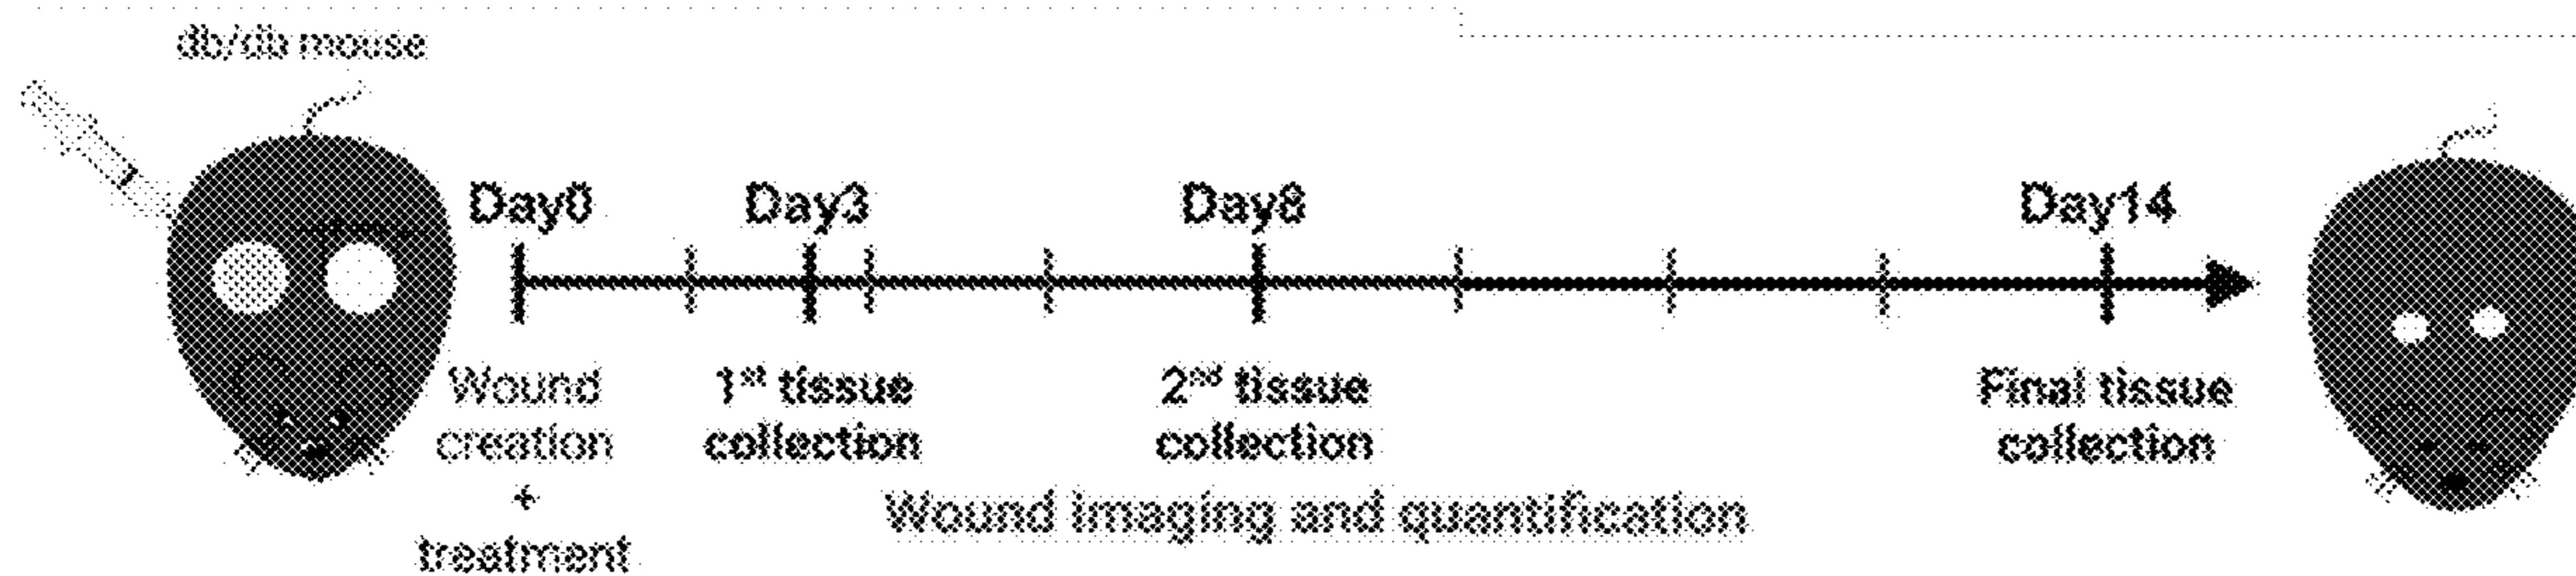 db/db mouse
Day0
Day3
Day8
Day14
Wound
creation
+
treatment
1st tissue
collection
2nd tissue
collection
Final tissue
collection
Wound imaging and quantification